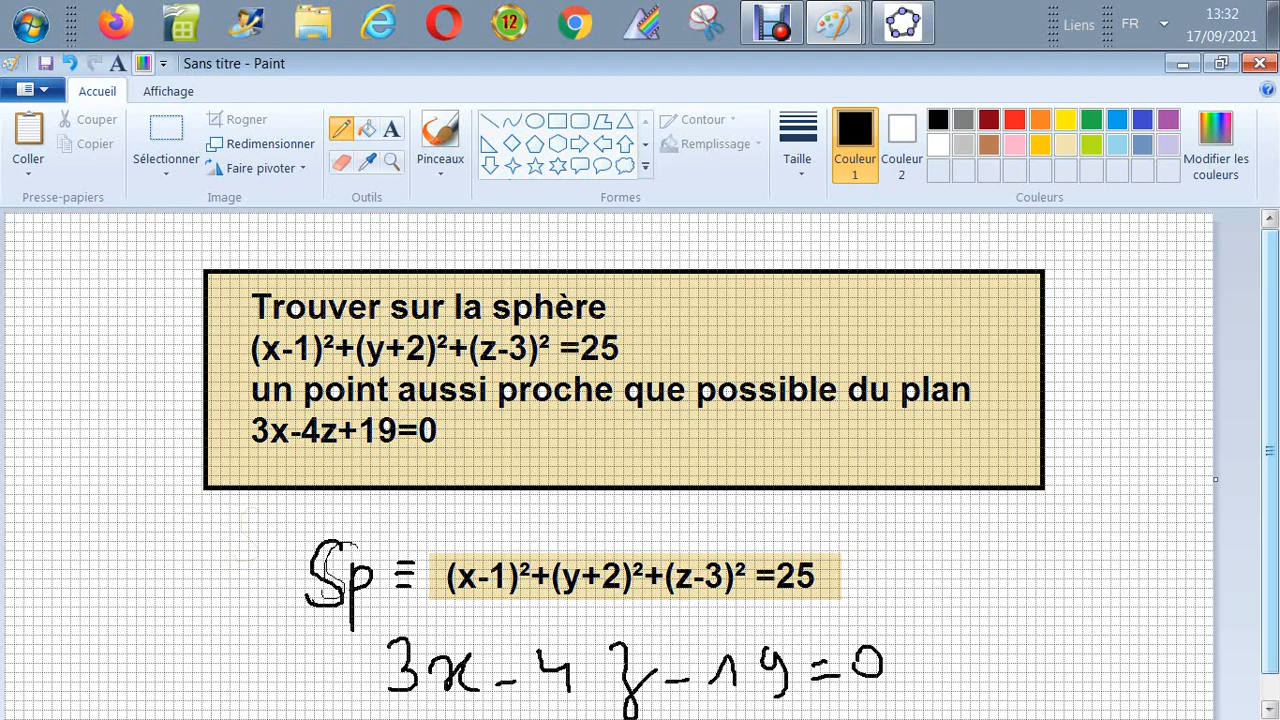 12
Liens
FR
13:32
17/09/2021
Sans titre - Paint
Accueil
Affichage
Coller
Couper
Copier
Presse-papiers
Sélectionner
Rogner
Redimensionner
Faire pivoter
Image
Outils
Pinceaux
Contour
Remplissage
Formes
Taille
Couleur 1
Couleur 2
Modifier les couleurs
Couleurs
Trouver sur la sphère
(x-1)²+(y+2)²+(z-3)² =25
un point aussi proche que possible du plan
3x-4z+19=0
Sp = (x-1)²+(y+2)²+(z-3)² =25
3x - 4 z - 19 = 0